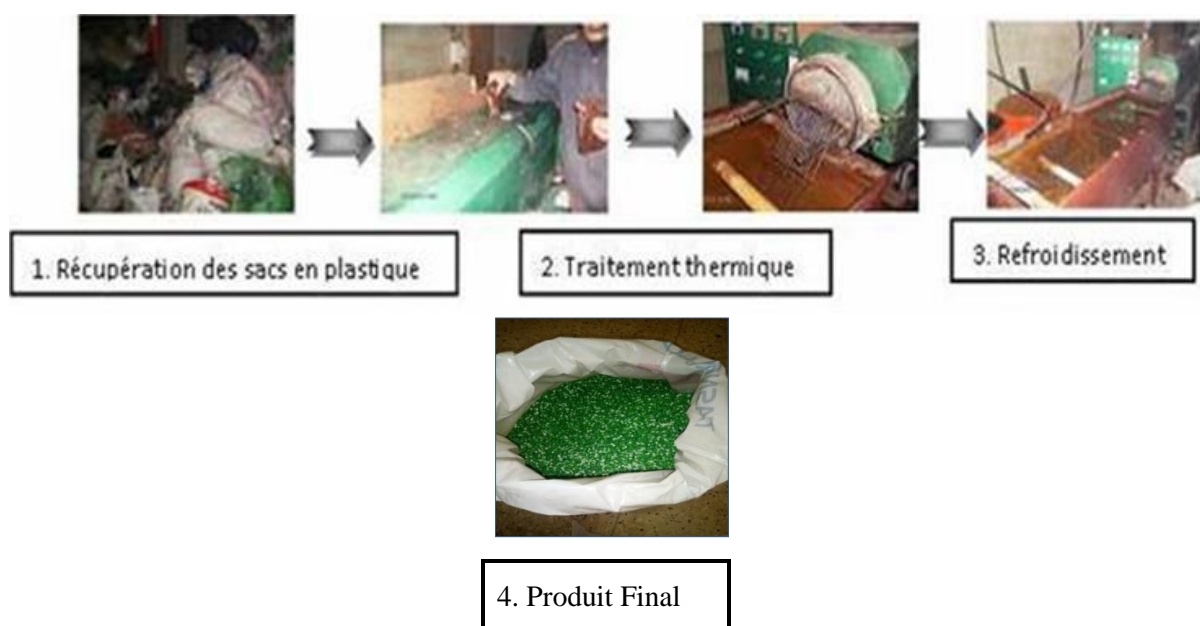 1. Récupération des sacs en plastique
2. Traitement thermique
3. Refroidissement
4. Produit Final